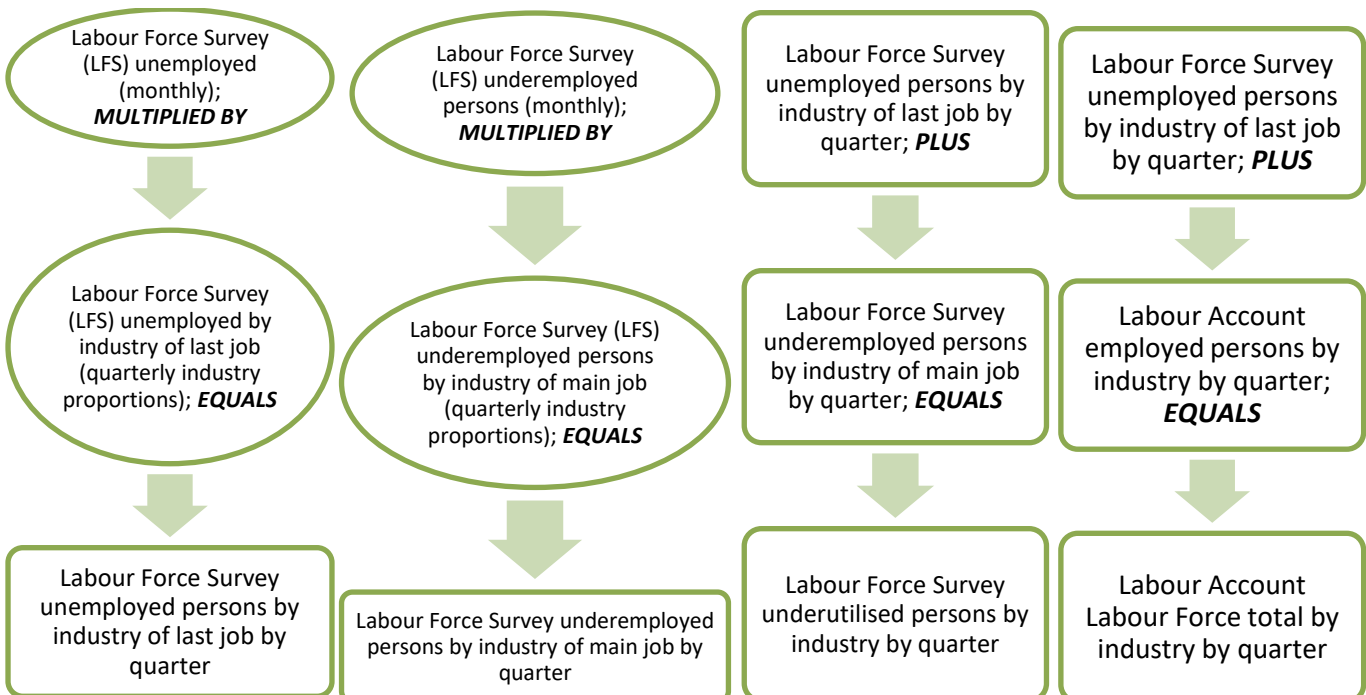 Labour Force Survey
(LFS) unemployed
(monthly);
MULTIPLIED BY
Labour Force Survey
(LFS) unemployed by
industry of last job
(quarterly industry
proportions); EQUALS
Labour Force Survey
unemployed persons by
industry of last job by
quarter
Labour Force Survey
(LFS) underemployed
persons (monthly);
MULTIPLIED BY
Labour Force Survey (LFS)
underemployed persons
by industry of main job
(quarterly industry
proportions); EQUALS
Labour Force Survey underemployed
persons by industry of main job by
quarter
Labour Force Survey
unemployed persons by
industry of last job by
quarter; PLUS
Labour Force Survey
underemployed persons
by industry of main job
by quarter; EQUALS
Labour Force Survey
underutilised persons by
industry by quarter
Labour Force Survey
unemployed persons
by industry of last job
by quarter; PLUS
Labour Account
employed persons by
industry by quarter;
EQUALS
Labour Account
Labour Force total by
industry by quarter